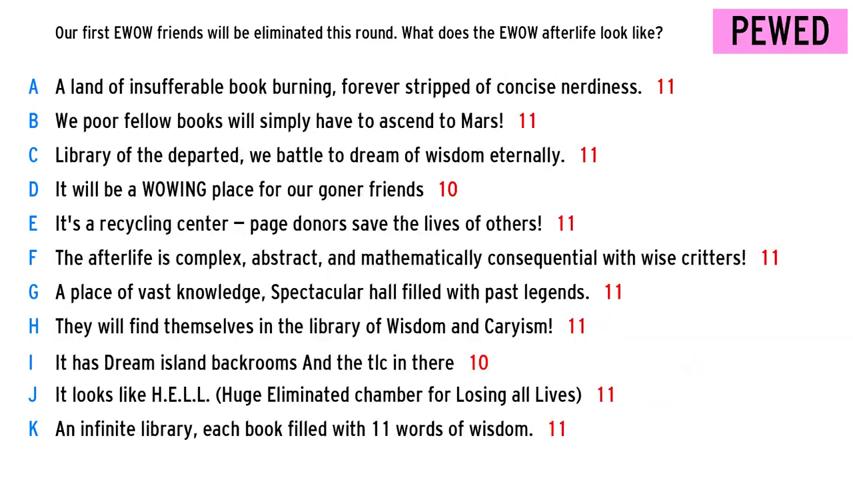 Our first EWOW friends will be eliminated this round. What does the EWOW afterlife look like?
PEWED
A A land of insufferable book burning, forever stripped of concise nerdiness. 11
B We poor fellow books will simply have to ascend to Mars! 11
C Library of the departed, we battle to dream of wisdom eternally. 11
D It will be a WOWING place for our goner friends 10
E It's a recycling center – page donors save the lives of others! 11
F The afterlife is complex, abstract, and mathematically consequential with wise critters! 11
G A place of vast knowledge, Spectacular hall filled with past legends. 11
H They will find themselves in the library of Wisdom and Caryism! 11
I It has Dream island backrooms And the tlc in there 10
J It looks like H.E.L.L. (Huge Eliminated chamber for Losing all Lives) 11
K An infinite library, each book filled with 11 words of wisdom. 11